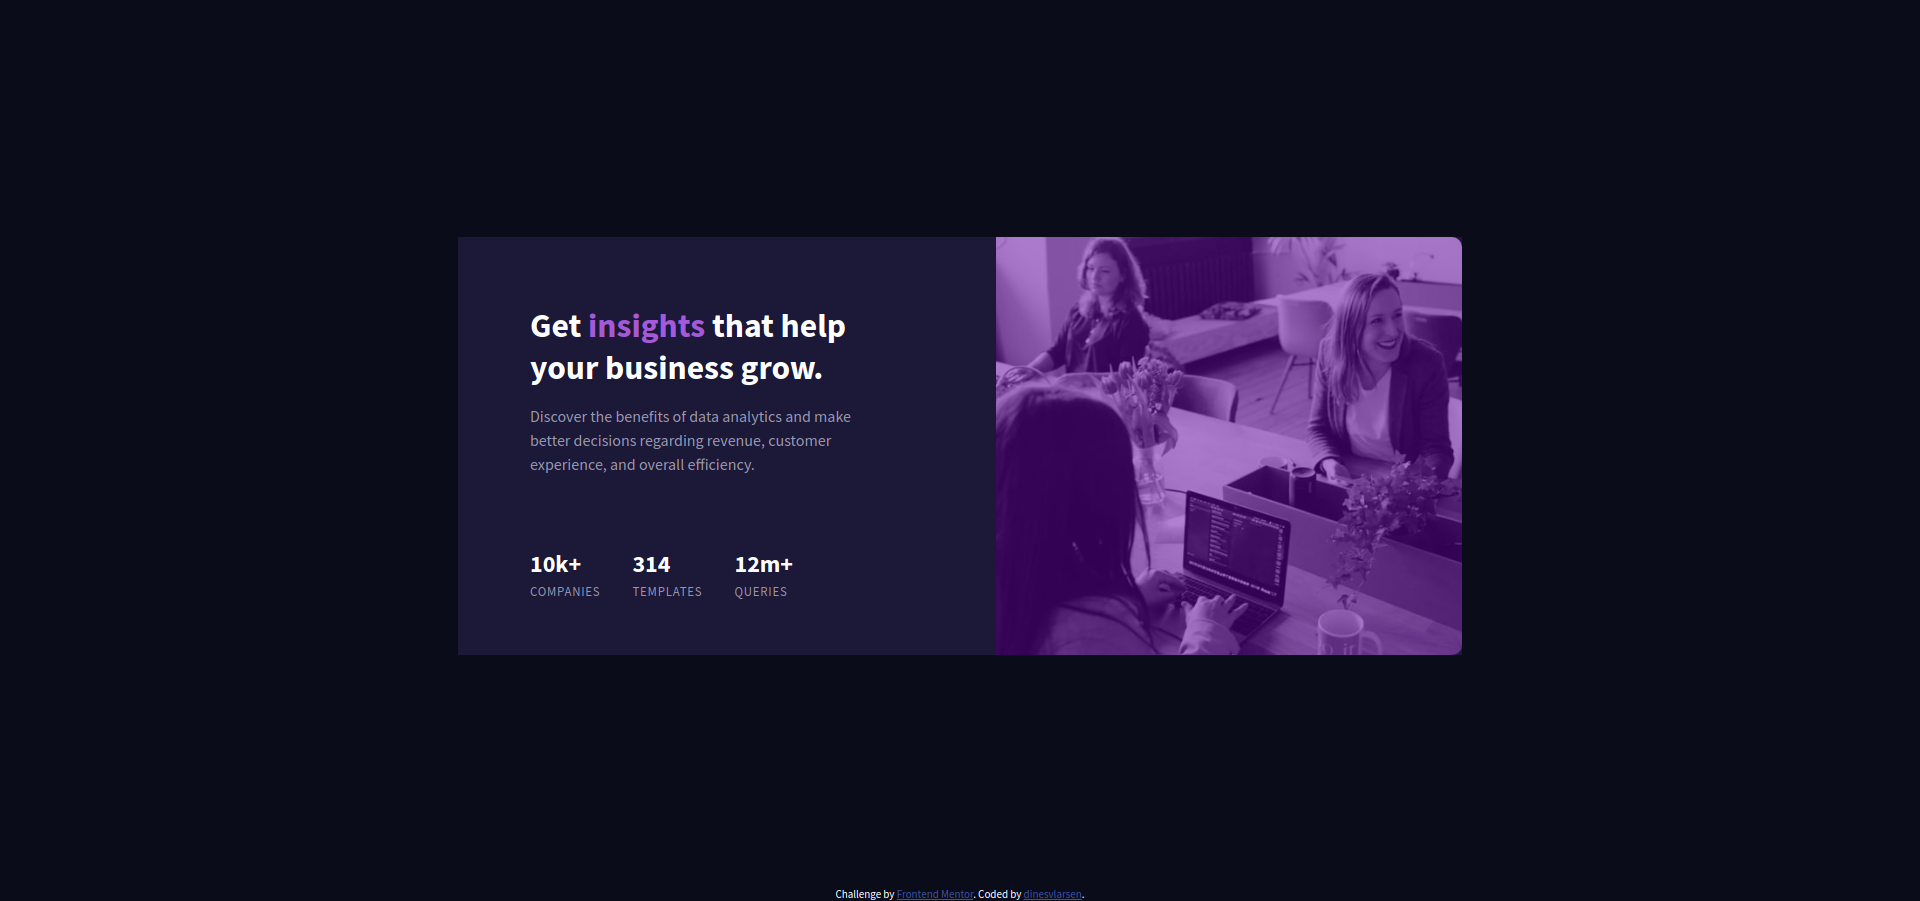 Get insights that help
your business grow.
Discover the benefits of data analytics and make
better decisions regarding revenue, customer
experience, and overall efficiency.
10k+ 314 12m+
COMPANIES TEMPLATES QUERIES
Challenge by Frontend Mentor. Coded by dinesvlarsen.